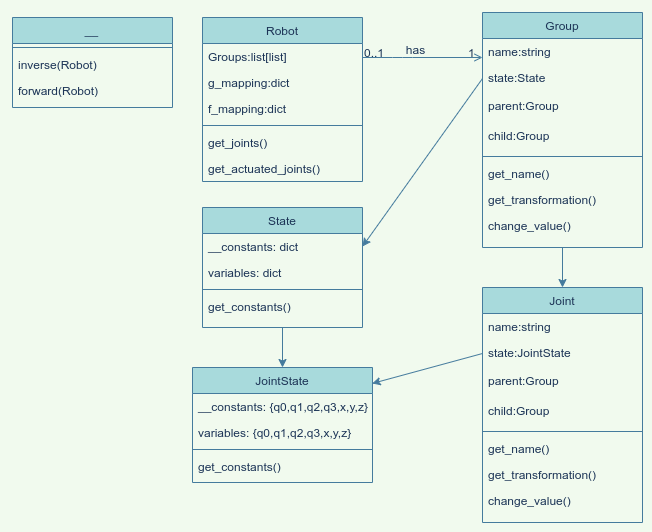 __
inverse(Robot)
forward(Robot)
Robot
Groups:list[list]
g_mapping:dict
f_mapping:dict
get_joints()
get_actuated_joints()
0..1
has
1
Group
name:string
state:State
parent:Group
child:Group
get_name()
get_transformation()
change_value()
State
__constants: dict
variables: dict
get_constants()
JointState
__constants: {q0,q1,q2,q3,x,y,z}
variables: {q0,q1,q2,q3,x,y,z}
get_constants()
Joint
name:string
state:JointState
parent:Group
child:Group
get_name()
get_transformation()
change_value()